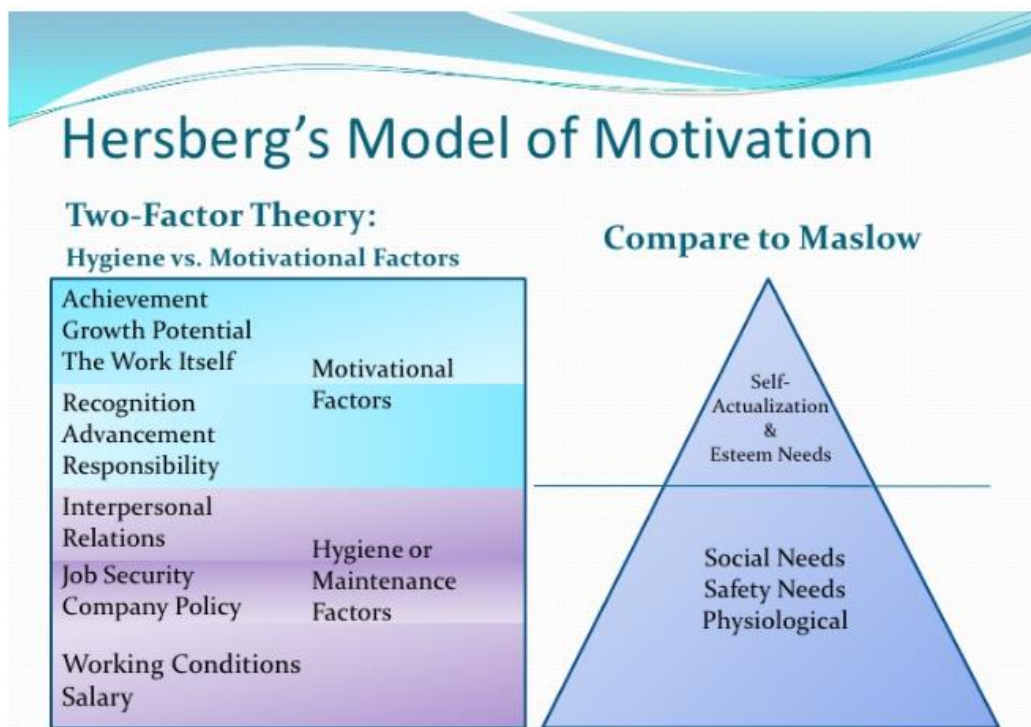 Hersberg's Model of Motivation
Two-Factor Theory:
Hygiene vs. Motivational Factors
Achievement
Growth Potential
The Work Itself
Motivational
Factors
Recognition
Advancement
Responsibility
Interpersonal
Relations
Hygiene or
Maintenance
Factors
Job Security
Company Policy
Working Conditions
Salary
Compare to Maslow
Self-
Actualization
&
Esteem Needs
Social Needs
Safety Needs
Physiological